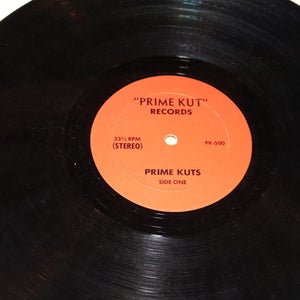 "PRIME KUT"
RECORDS
33⅓ RPM
(STEREO)
PK-500
PRIME KUTS
SIDE ONE